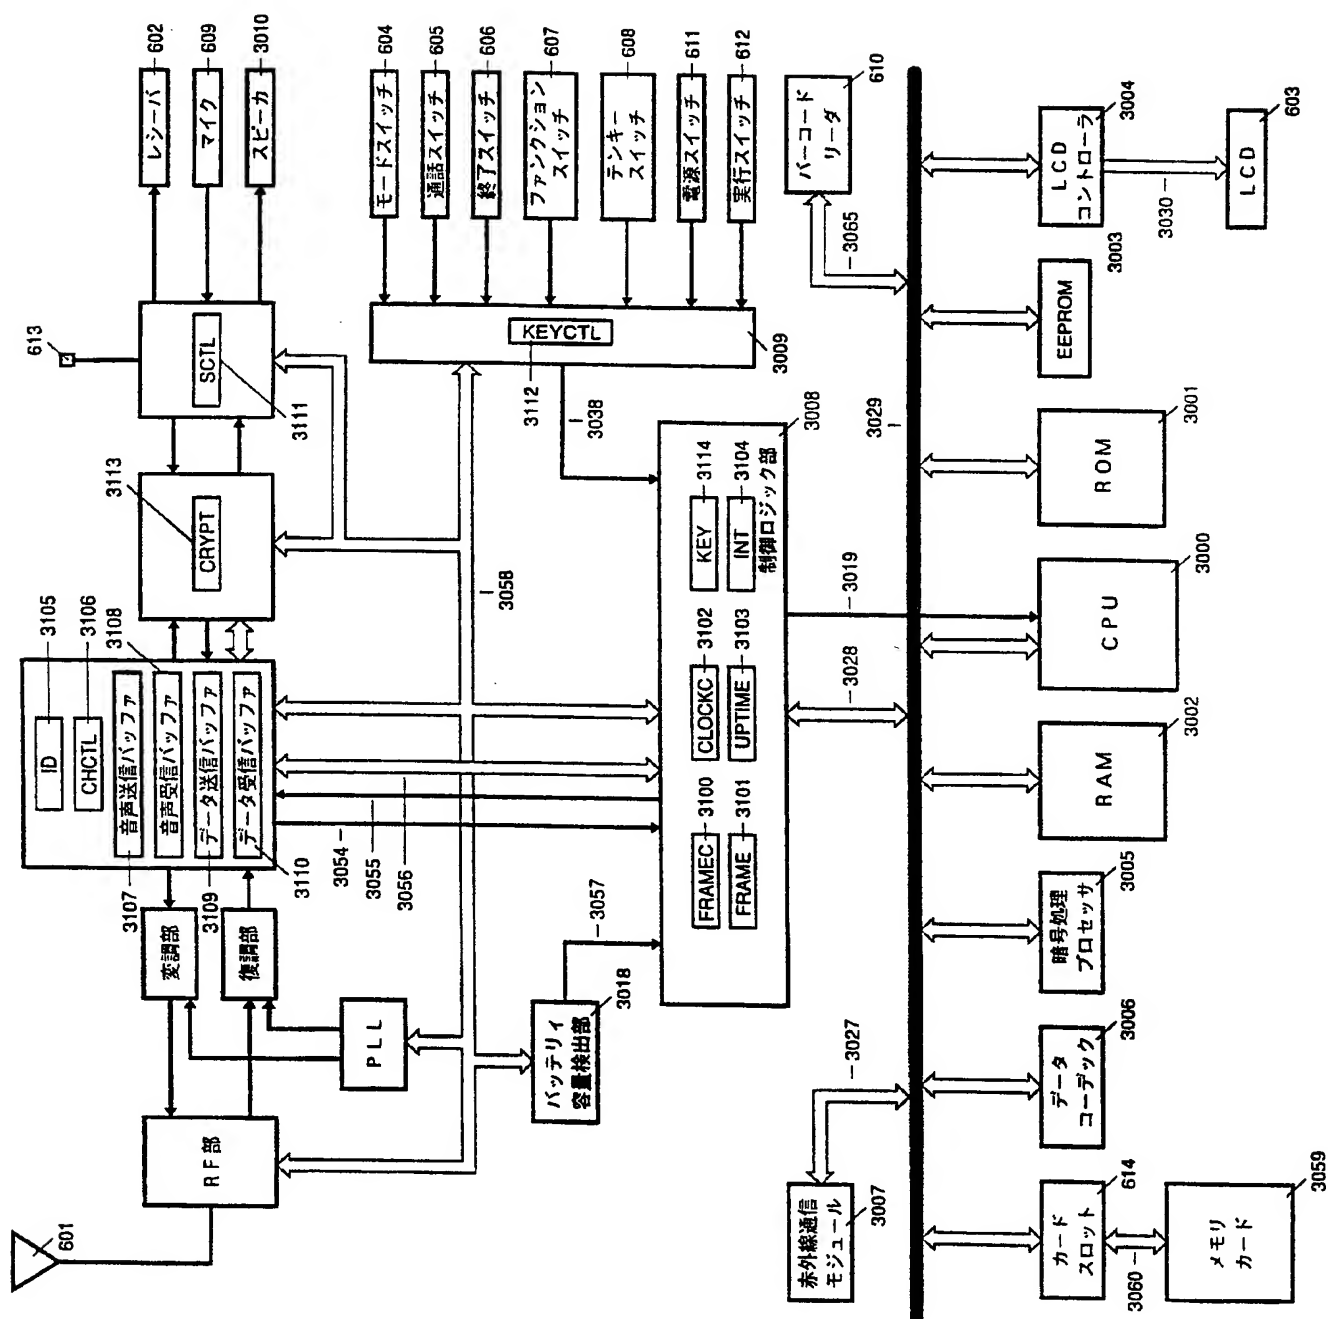 レシーバ
602
マイク
609
スピーカ
3010
613
SCTL
3111
3113
CRYPT
3105
3106
3108
ID
CHCTL
音声送信バッファ
音声受信バッファ
データ送信バッファ
データ受信バッファ
3107
3109
3110
変調部
復調部
PLL
RF部
601
モードスイッチ
604
通話スイッチ
605
終了スイッチ
606
ファンクション
スイッチ
607
テンキー
スイッチ
608
電源スイッチ
611
実行スイッチ
612
KEYCTL
3112
3009
3038
3058
3054
3055
3056
3057
バッテリィ
容量検出部
3018
3008
KEY
3114
INT
3104
制御ロジック部
CLOCKC
3102
UPTIME
3103
FRAMEC
3100
FRAME
3101
バーコード
リーダ
610
3065
3029
3019
3028
3027
赤外線通信
モジュール
3007
LCD
コントローラ
3004
3030
LCD
603
EEPROM
3003
ROM
3001
CPU
3000
RAM
3002
暗号処理
プロセッサ
3005
データ
コーデック
3006
カード
スロット
614
3060
メモリ
カード
3059